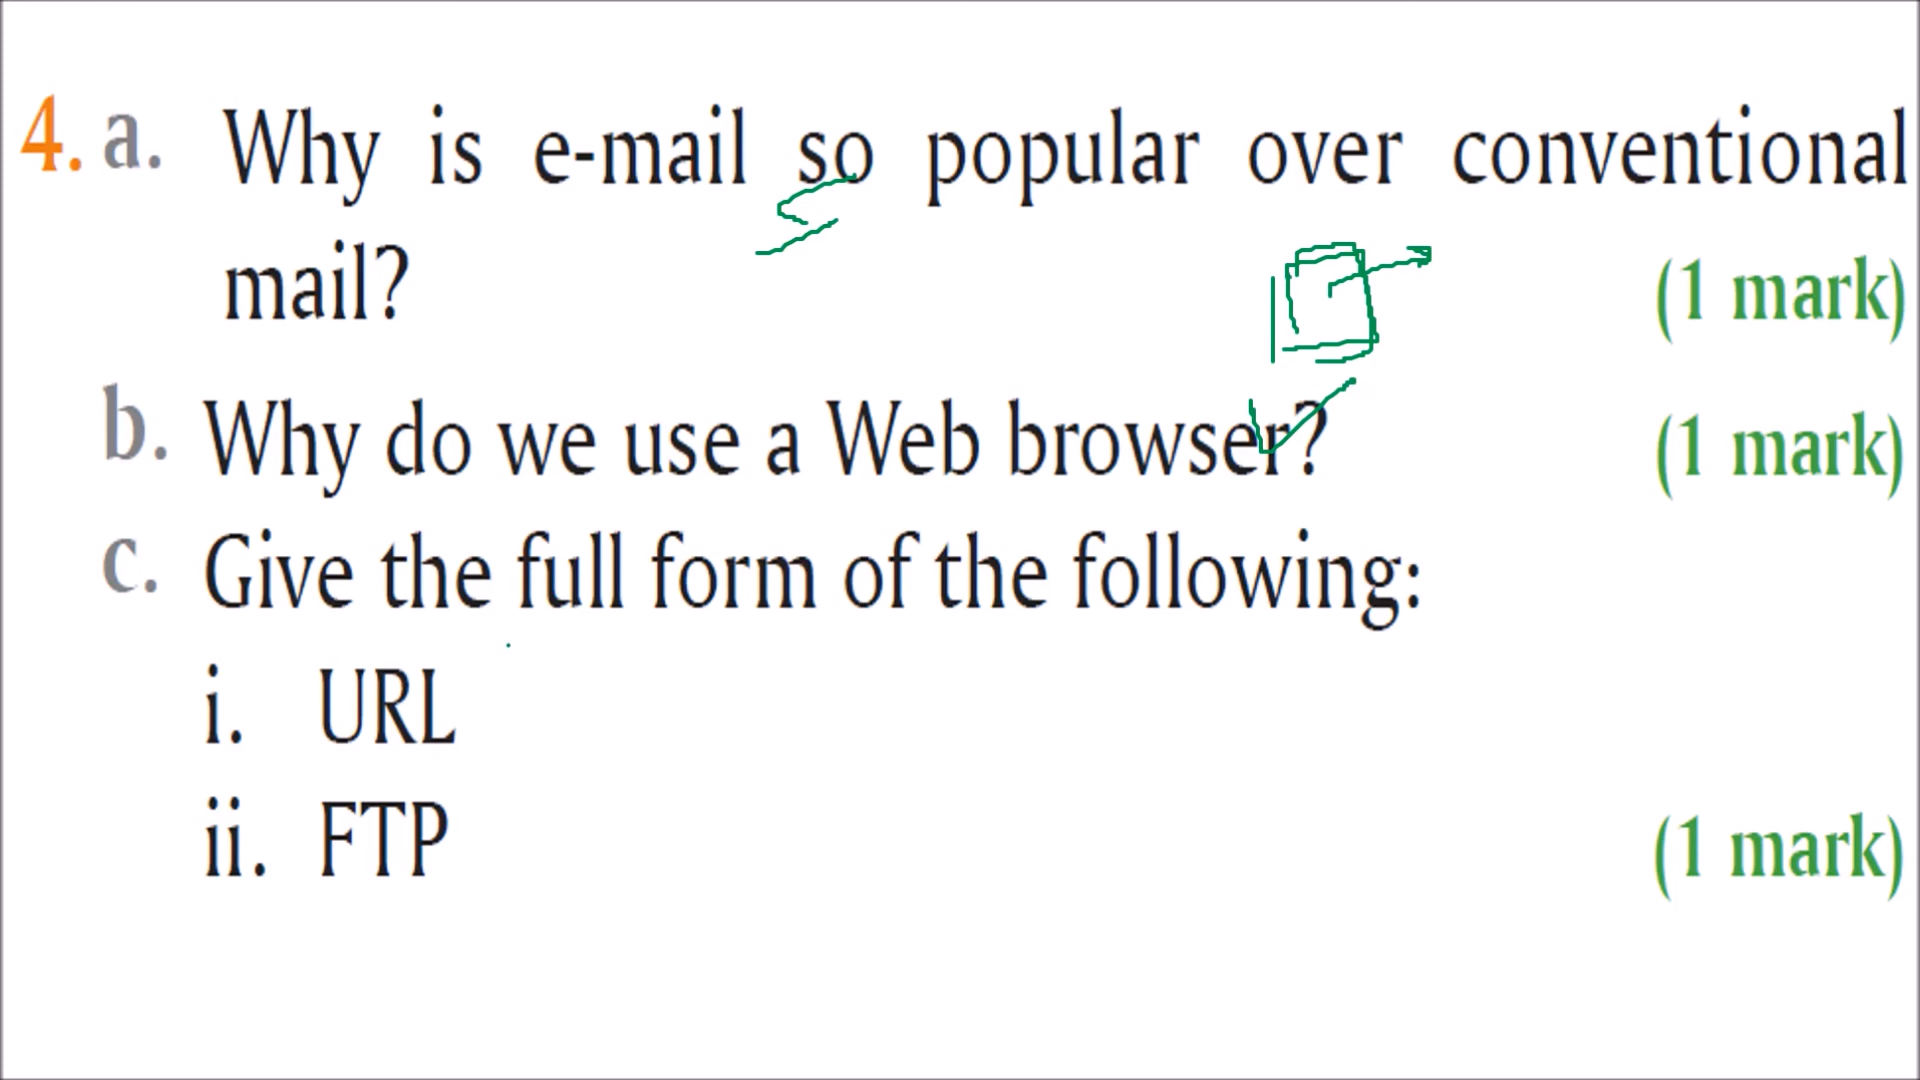 4. a. Why is e-mail so popular over conventional
mail? (1 mark)
b. Why do we use a Web browser? (1 mark)
c. Give the full form of the following:
i. URL
ii. FTP (1 mark)